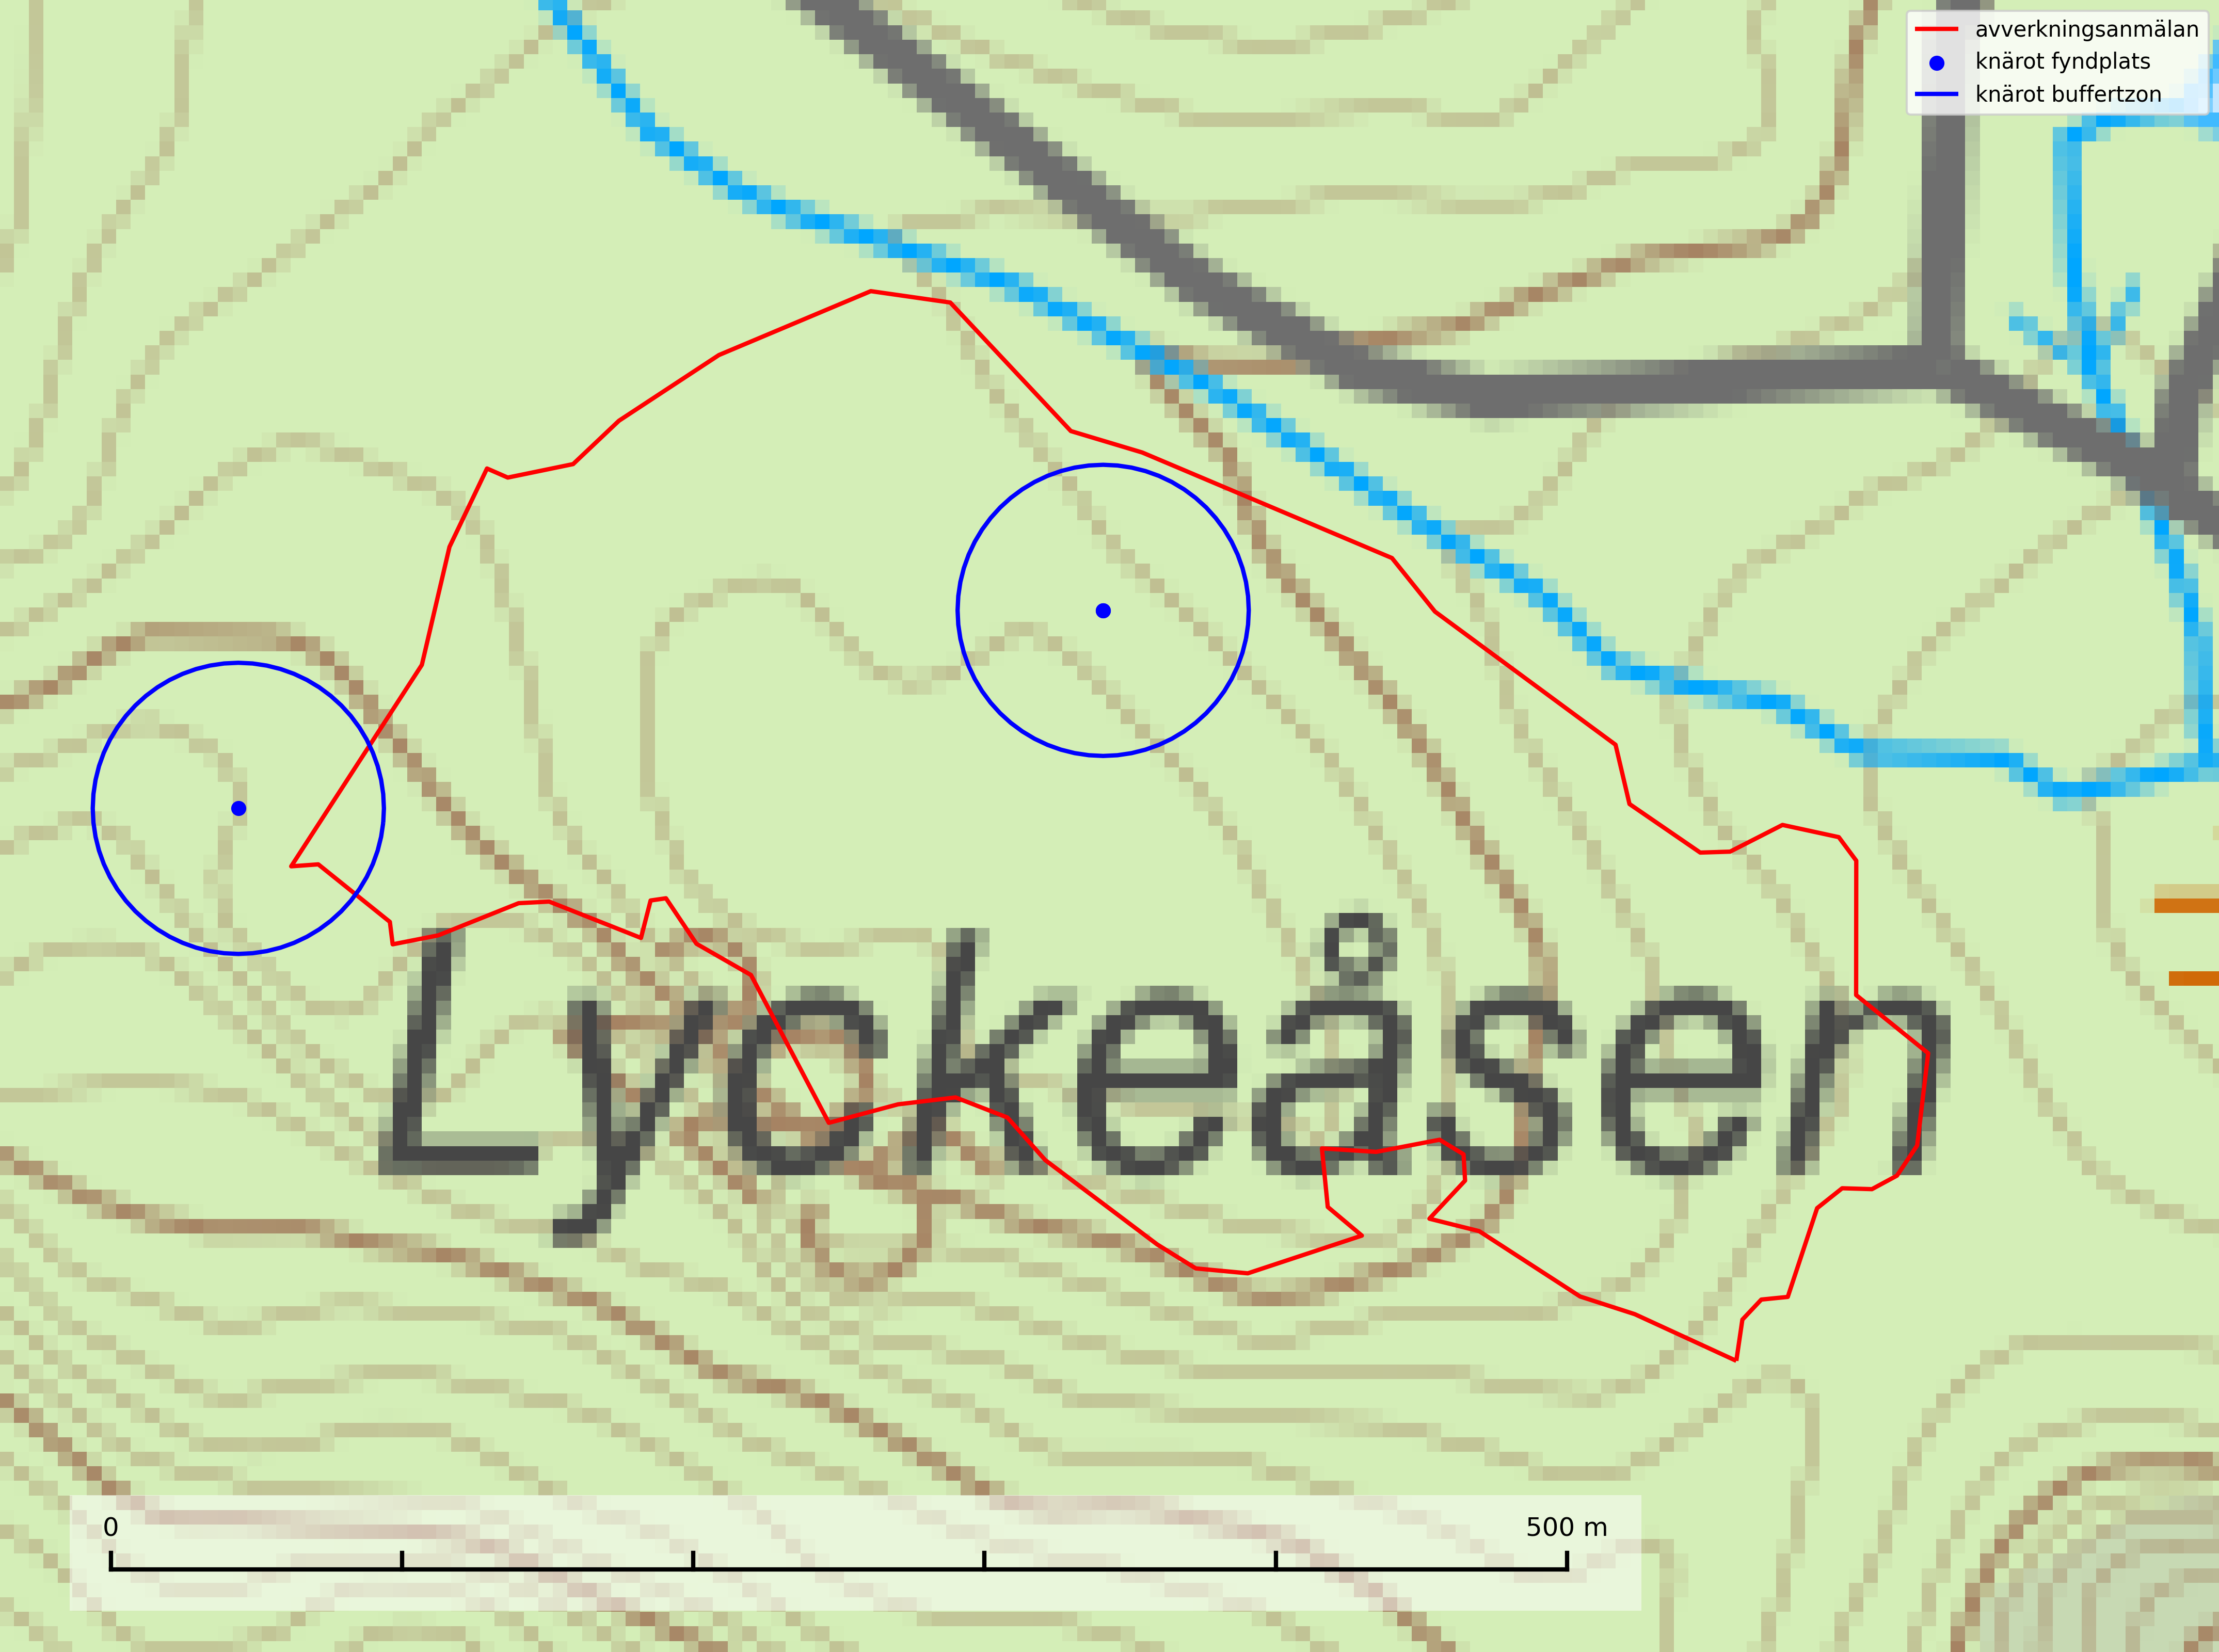 avverkningsanmälan
knärot fyndplats
knärot buffertzon
Lyckeåsen
0 500 m